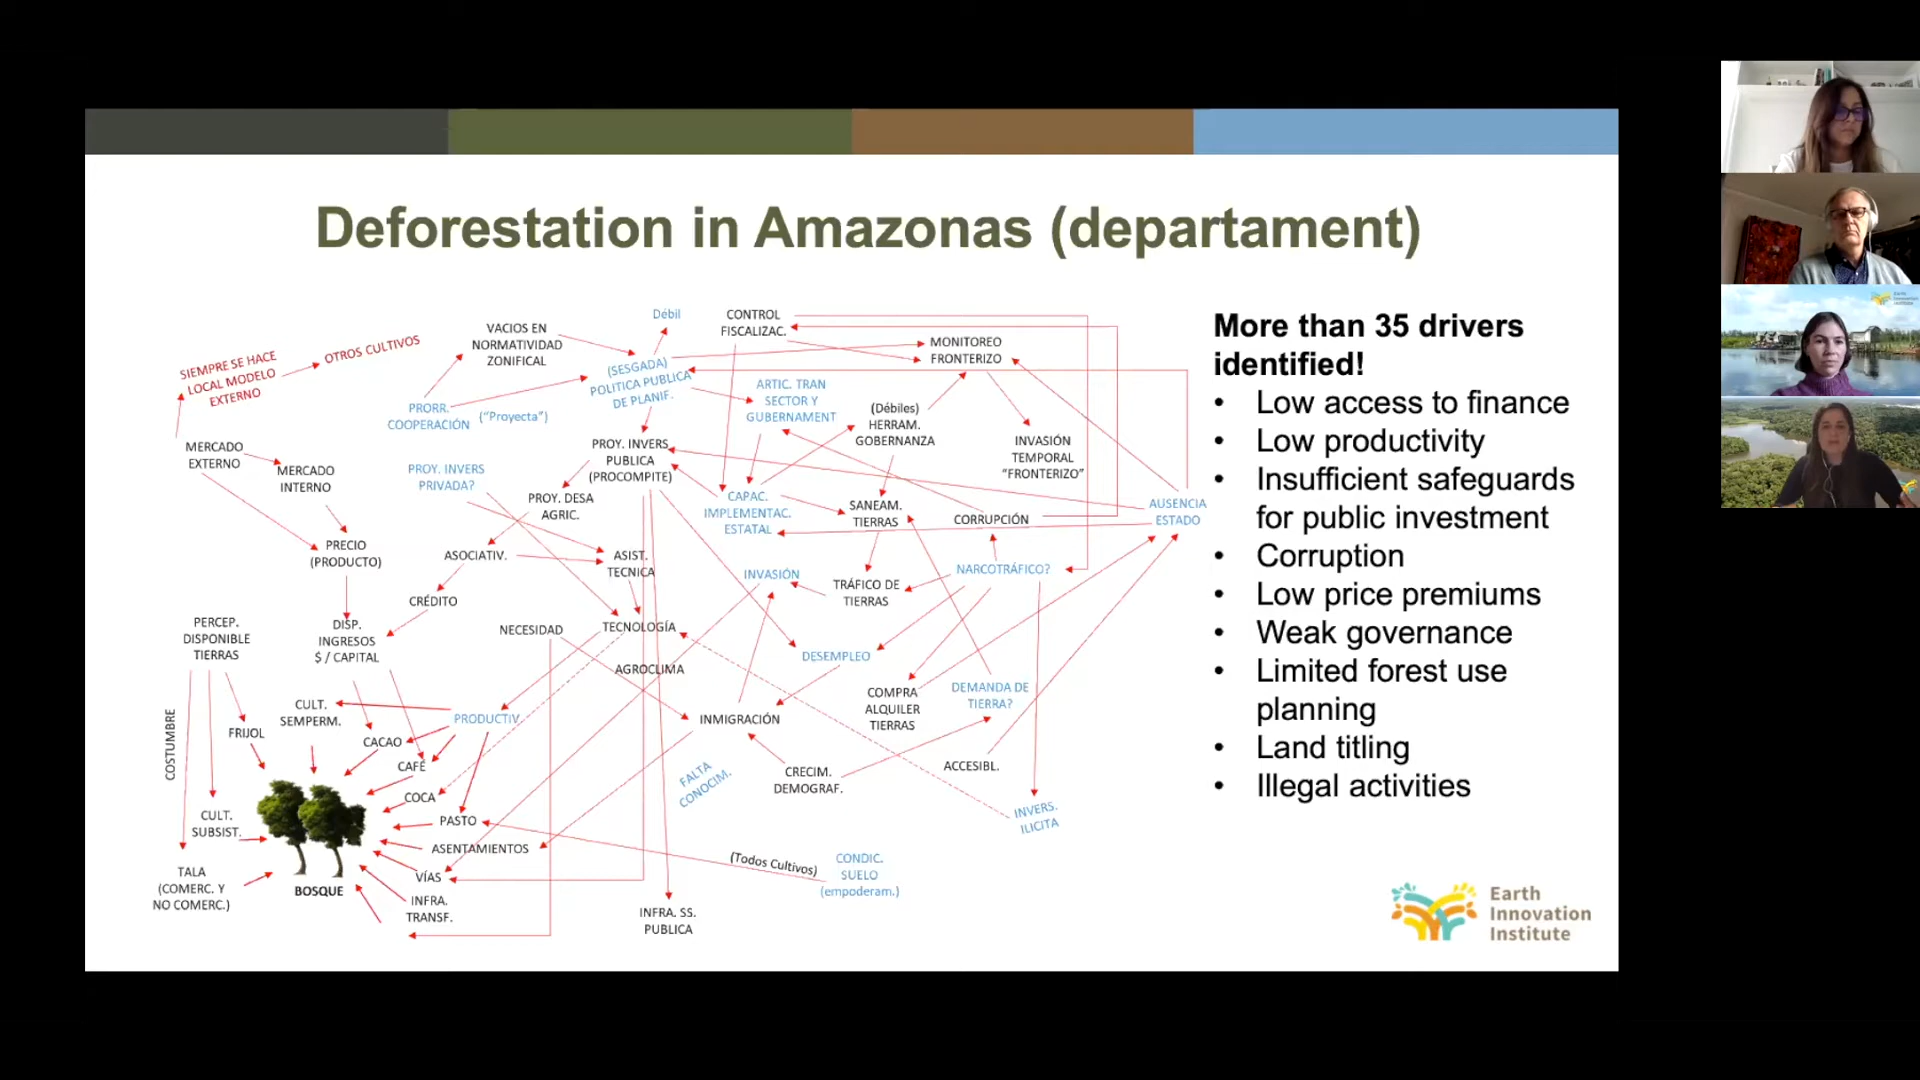 Deforestation in Amazonas (departament)
SIEMPRE SE HACE
LOCAL MODELO
EXTERNO
OTROS CULTIVOS
VACIOS EN
NORMATIVIDAD
ZONIFICAL
Débil
CONTROL
FISCALIZAC.
MONITOREO
FRONTERIZO
(SESGADA)
POLITICA PUBLICA
DE PLANIF.
PRORR.
COOPERACIÓN
("Proyecta")
ARTIC. TRAN
SECTOR Y
GUBERNAMENT
(Débiles)
HERRAM.
GOBERNANZA
INVASIÓN
TEMPORAL
"FRONTERIZO"
MERCADO
EXTERNO
MERCADO
INTERNO
PROY. INVERS
PRIVADA?
PROY. INVERS
PUBLICA
(PROCOMPITE)
PROY. DESA
AGRIC.
CAPAC.
IMPLEMENTAC.
ESTATAL
SANEAM.
TIERRAS
CORRUPCIÓN
AUSENCIA
ESTADO
PRECIO
(PRODUCTO)
ASOCIATIV.
ASIST.
TECNICA
INVASIÓN
TRÁFICO DE
TIERRAS
NARCOTRÁFICO?
CRÉDITO
PERCEP.
DISPONIBLE
TIERRAS
DISP.
INGRESOS
$ / CAPITAL
NECESIDAD
TECNOLOGÍA
AGROCLIMA
DESEMPLEO
COMPRA
ALQUILER
TIERRAS
DEMANDA DE
TIERRA?
COSTUMBRE
FRIJOL
CULT.
SEMPERM.
CACAO
CAFÉ
COCA
PASTO
ASENTAMIENTOS
VÍAS
INFRA.
TRANSF.
PRODUCTIV
INMIGRACIÓN
FALTA
CONOCIM.
CRECIM.
DEMOGRAF.
ACCESIBL.
INVERS.
ILICITA
CULT.
SUBSIST.
TALA
(COMERC. Y
NO COMERC.)
BOSQUE
(Todos Cultivos)
CONDIC.
SUELO
(empoderam.)
INFRA. SS.
PUBLICA
More than 35 drivers
identified!
• Low access to finance
• Low productivity
• Insufficient safeguards
for public investment
• Corruption
• Low price premiums
• Weak governance
• Limited forest use
planning
• Land titling
• Illegal activities
Earth
Innovation
Institute